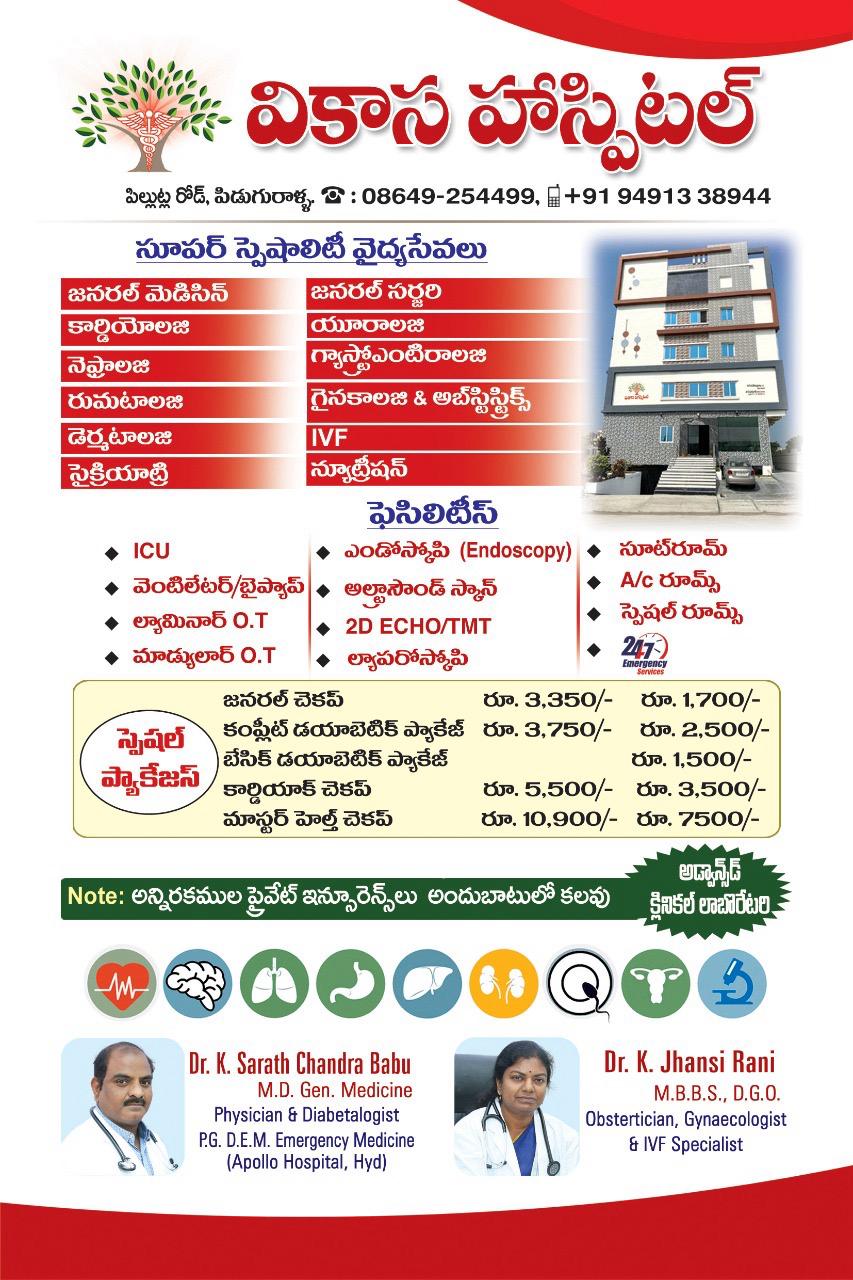 వికాస హాస్పిటల్
పిల్లుట్ల రోడ్, పిడుగురాళ్ళ. ☎ : 08649-254499, +91 94913 38944
సూపర్ స్పెషాలిటీ వైద్యసేవలు
జనరల్ మెడిసిన్
కార్డియోలజి
నెఫ్రాలజి
రుమటాలజి
డెర్మటాలజి
సైక్రియాట్రి
జనరల్ సర్జరి
యూరాలజి
గ్యాస్ట్రోఎంటిరాలజి
గైనకాలజి & అబ్‌స్టిస్ట్రిక్స్
IVF
న్యూట్రీషన్
వికాస హాస్పిటల్
ఫెసిలిటీస్
◆ ICU
◆ వెంటిలేటర్/బైప్యాప్
◆ ల్యామినార్ O.T
◆ మాడ్యులార్ O.T
◆ ఎండోస్కోపి (Endoscopy)
◆ అల్ట్రాసౌండ్ స్కాన్
◆ 2D ECHO/TMT
◆ ల్యాపరోస్కోపి
◆ సూట్‌రూమ్
◆ A/c రూమ్స్
◆ స్పెషల్ రూమ్స్
◆ 24/7 Emergency Services
స్పెషల్
ప్యాకేజస్
జనరల్ చెకప్ రూ. 3,350/- రూ. 1,700/-
కంప్లీట్ డయాబెటిక్ ప్యాకేజ్ రూ. 3,750/- రూ. 2,500/-
బేసిక్ డయాబెటిక్ ప్యాకేజ్ రూ. 1,500/-
కార్డియాక్ చెకప్ రూ. 5,500/- రూ. 3,500/-
మాస్టర్ హెల్త్ చెకప్ రూ. 10,900/- రూ. 7500/-
Note: అన్నిరకముల ప్రైవేట్ ఇన్సూరెన్స్‌లు అందుబాటులో కలవు
అడ్వాన్స్‌డ్
క్లినికల్ లాబొరేటరి
Dr. K. Sarath Chandra Babu
M.D. Gen. Medicine
Physician & Diabetalogist
P.G. D.E.M. Emergency Medicine
(Apollo Hospital, Hyd)
Dr. K. Jhansi Rani
M.B.B.S., D.G.O.
Obstertician, Gynaecologist
& IVF Specialist